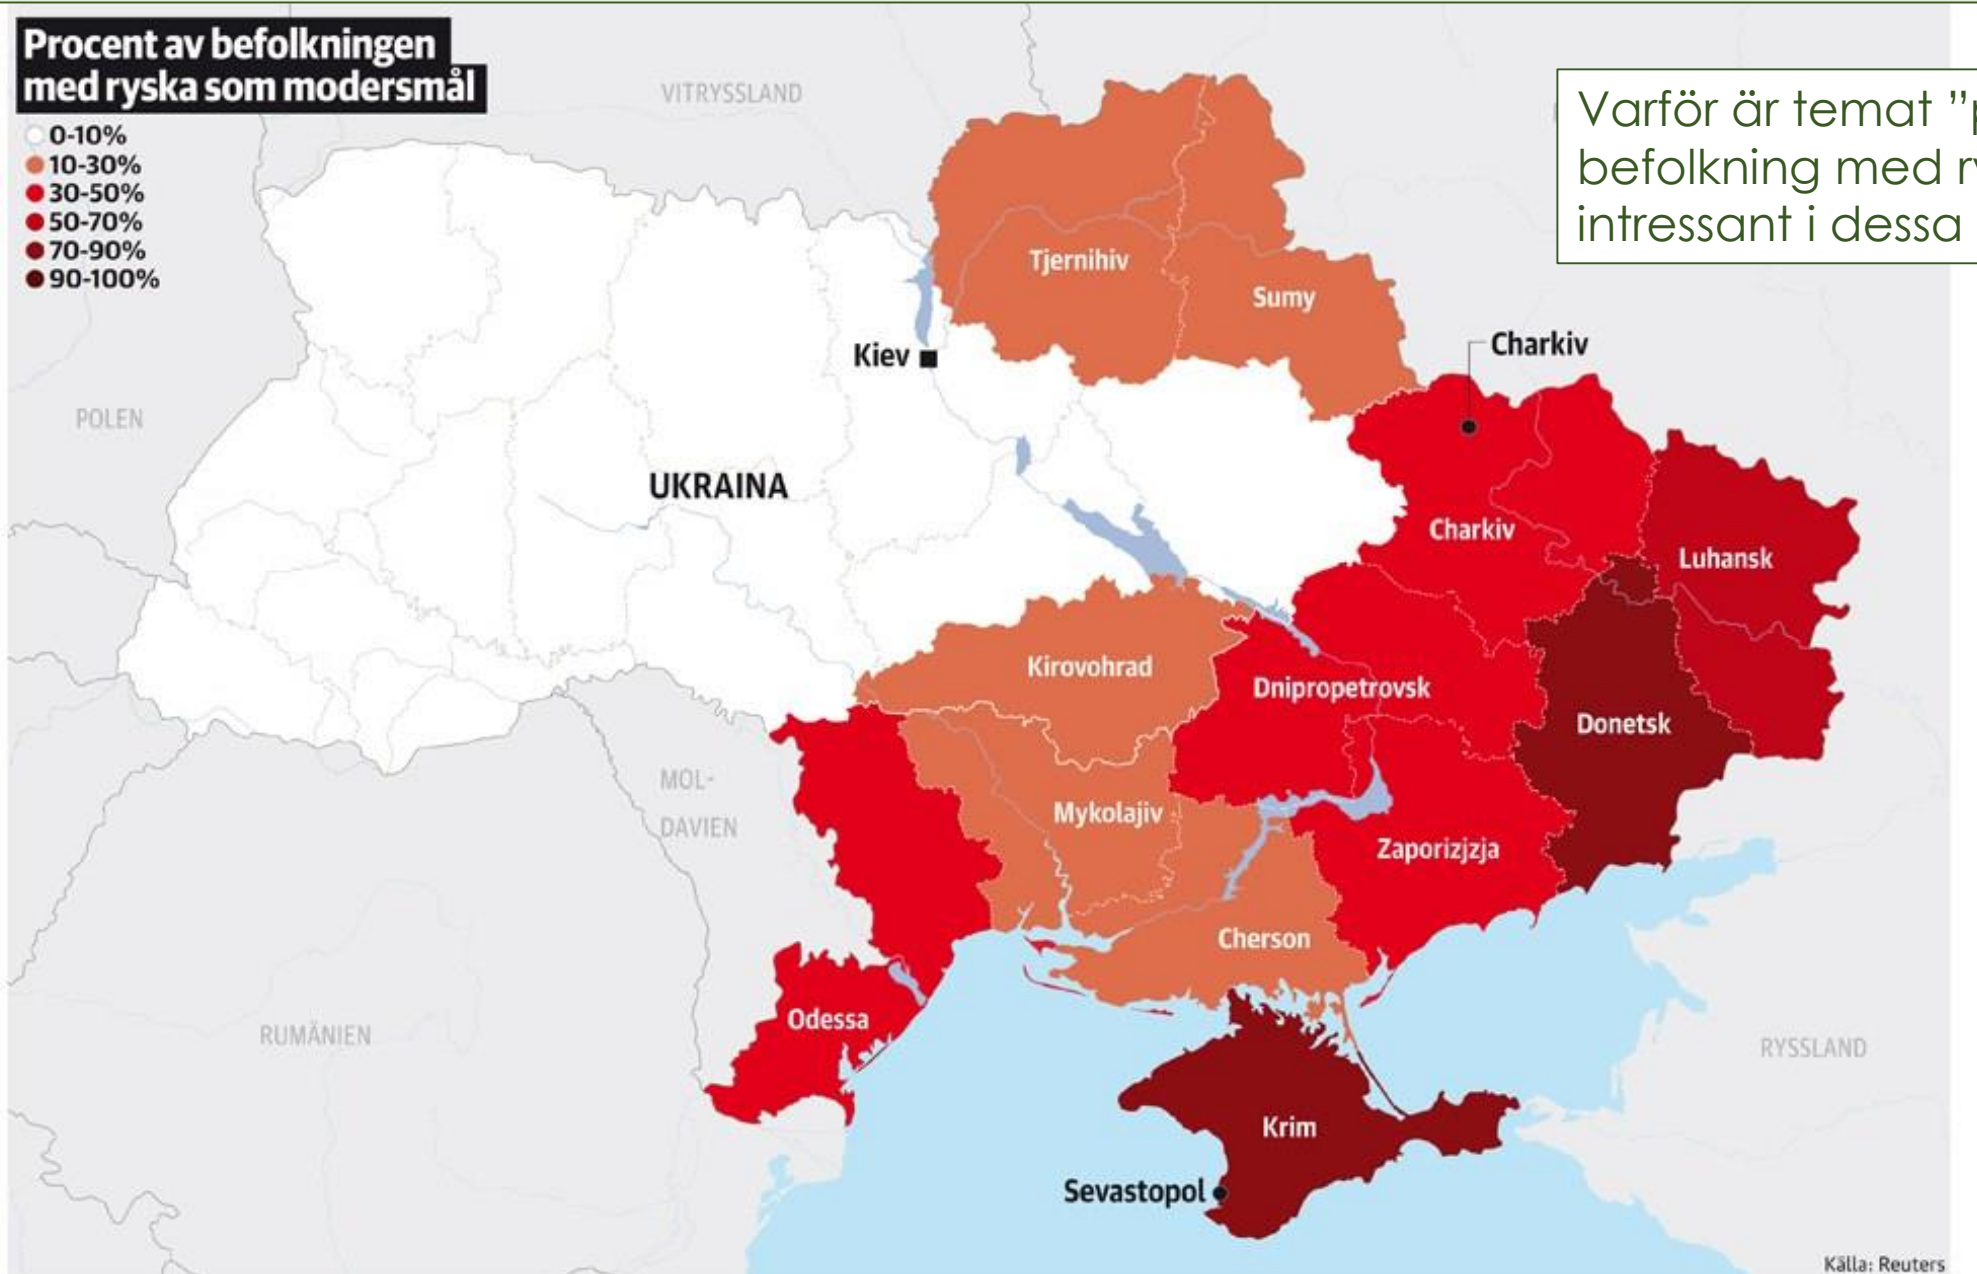 Procent av befolkningen
med ryska som modersmål
0-10%
10-30%
30-50%
50-70%
70-90%
90-100%
Varför är temat ”p
befolkning med ry
intressant i dessa
VITRYSSLAND
Tjernihiv
Sumy
Kiev
Charkiv
POLEN
UKRAINA
Charkiv
Luhansk
Kirovohrad
Dnipropetrovsk
Donetsk
MOL-
DAVIEN
Mykolajiv
Zaporizjzja
Cherson
Odessa
RUMÄNIEN
RYSSLAND
Krim
Sevastopol
Källa: Reuters